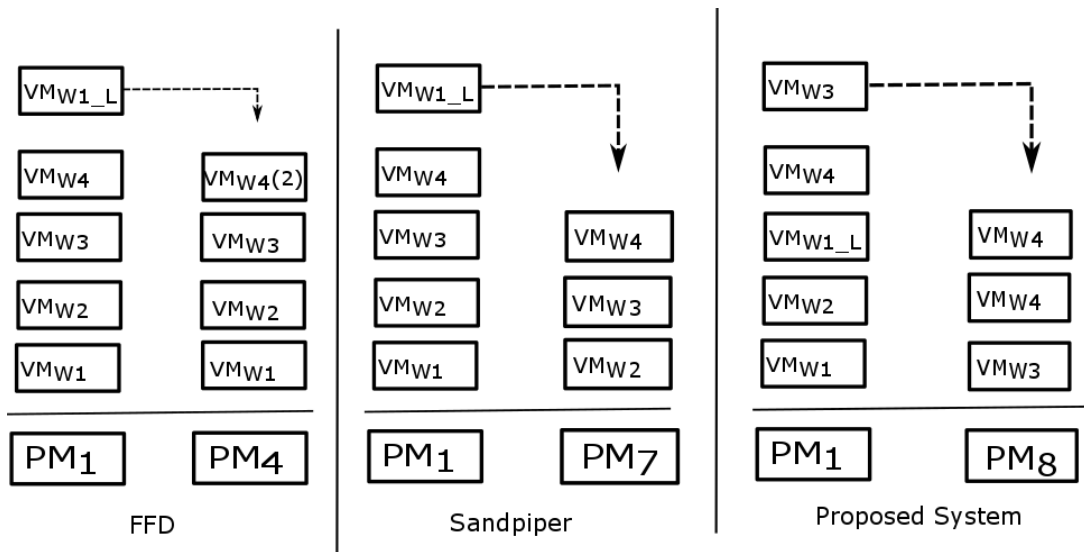 VMW1_L
VMW4
VMW4(2)
VMW3
VMW3
VMW2
VMW2
VMW1
VMW1
PM1
PM4
FFD
VMW1_L
VMW4
VMW3
VMW4
VMW2
VMW3
VMW1
VMW2
PM1
PM7
Sandpiper
VMW3
VMW4
VMW1_L
VMW4
VMW2
VMW4
VMW1
VMW3
PM1
PM8
Proposed System